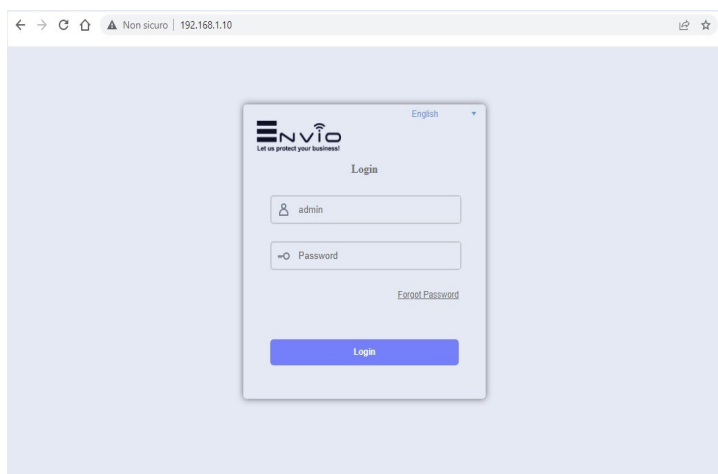 Non sicuro | 192.168.1.10
English
ENVIO
Let us protect your business!
Login
admin
Password
Forgot Password
Login